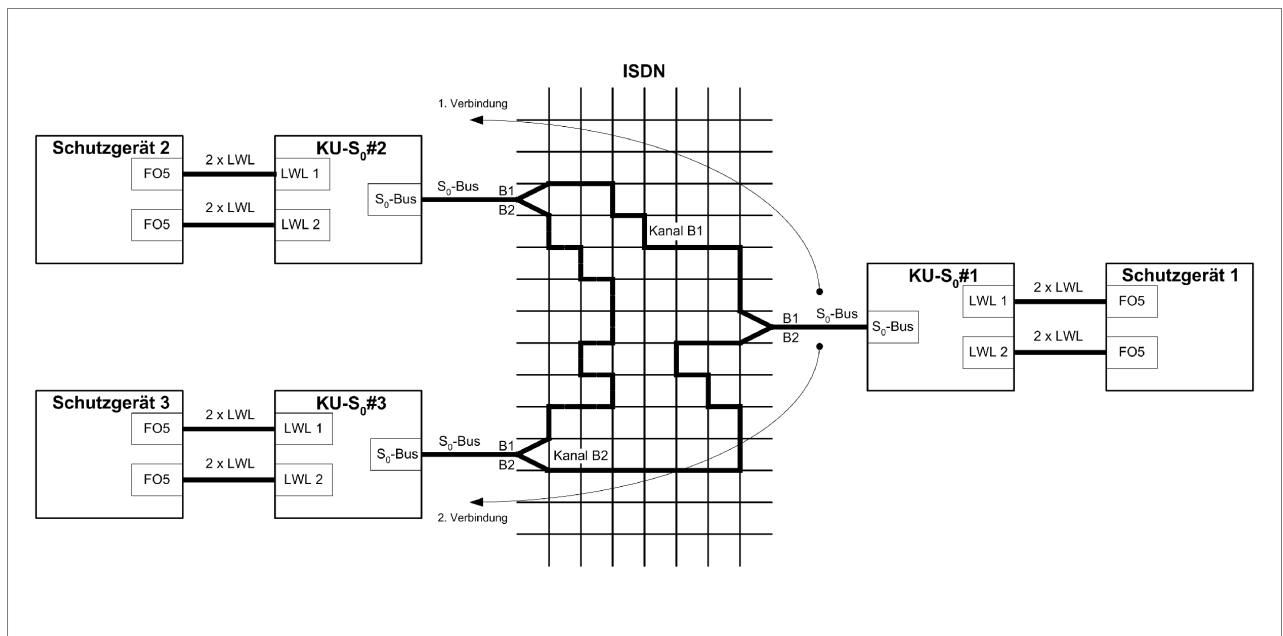 ISDN
1. Verbindung
Schutzgerät 2
FO5
FO5
2 x LWL
2 x LWL
KU-S₀#2
LWL 1
LWL 2
S₀-Bus
S₀-Bus
B1
B2
Kanal B1
B1
B2
S₀-Bus
KU-S₀#1
S₀-Bus
LWL 1
LWL 2
2 x LWL
2 x LWL
Schutzgerät 1
FO5
FO5
Schutzgerät 3
FO5
FO5
2 x LWL
2 x LWL
KU-S₀#3
LWL 1
LWL 2
S₀-Bus
S₀-Bus
B1
B2
Kanal B2
2. Verbindung